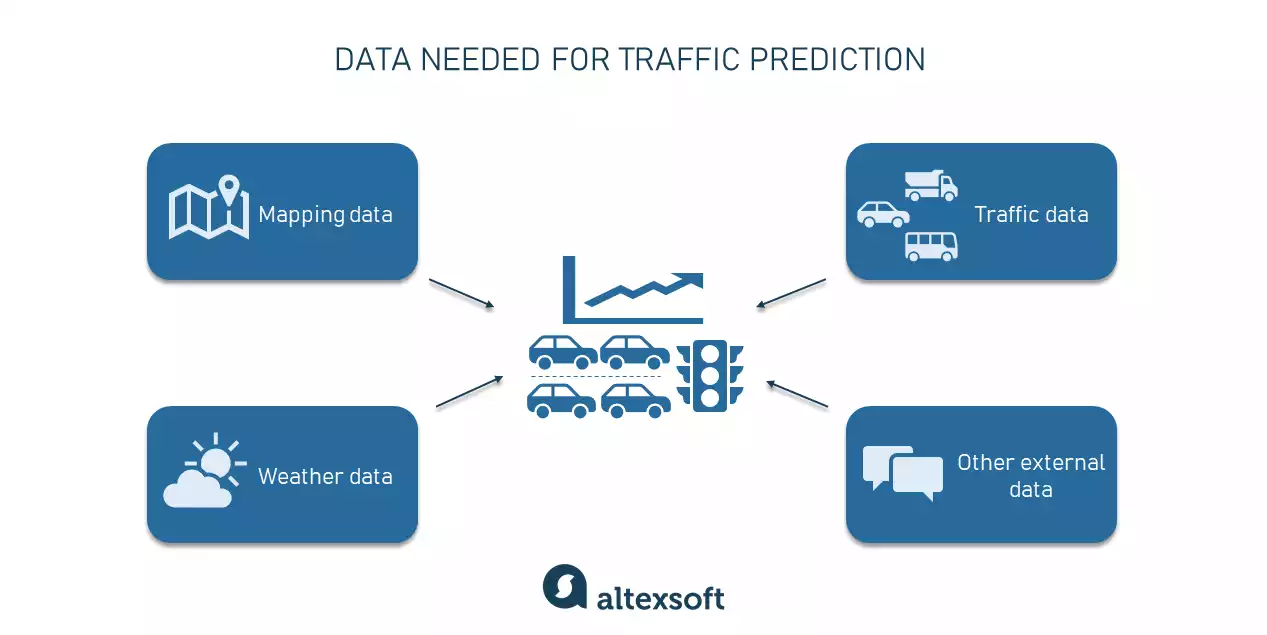 DATA NEEDED FOR TRAFFIC PREDICTION
Mapping data
Traffic data
Weather data
Other external
data
altexsoft